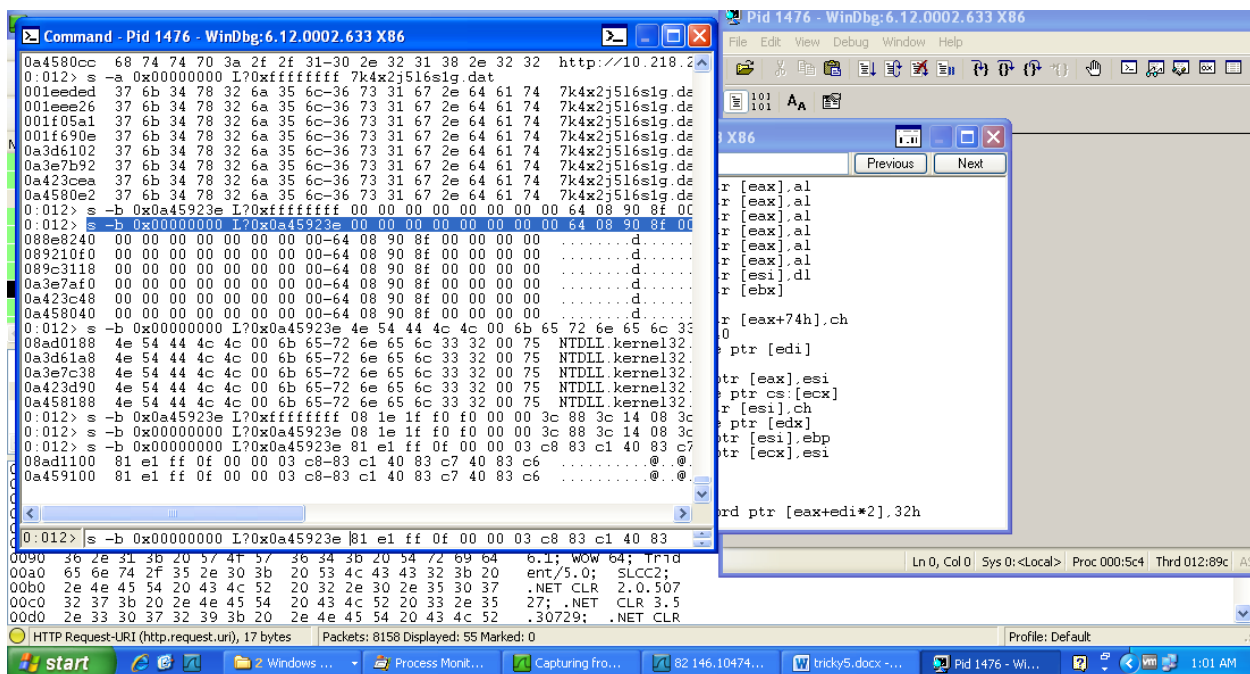 Command - Pid 1476 - WinDbg:6.12.0002.633 X86
0a4580cc 68 74 74 70 3a 2f 2f 31-30 2e 32 31 38 2e 32 32 http://10.218.2
0:012> s -a 0x00000000 L?0xffffffff 7k4x2j5l6s1g.dat
001eeded 37 6b 34 78 32 6a 35 6c-36 73 31 67 2e 64 61 74 7k4x2j5l6s1g.da
001eee26 37 6b 34 78 32 6a 35 6c-36 73 31 67 2e 64 61 74 7k4x2j5l6s1g.da
001f05a1 37 6b 34 78 32 6a 35 6c-36 73 31 67 2e 64 61 74 7k4x2j5l6s1g.da
001f690e 37 6b 34 78 32 6a 35 6c-36 73 31 67 2e 64 61 74 7k4x2j5l6s1g.da
0a3d6102 37 6b 34 78 32 6a 35 6c-36 73 31 67 2e 64 61 74 7k4x2j5l6s1g.da
0a3e7b92 37 6b 34 78 32 6a 35 6c-36 73 31 67 2e 64 61 74 7k4x2j5l6s1g.da
0a423cea 37 6b 34 78 32 6a 35 6c-36 73 31 67 2e 64 61 74 7k4x2j5l6s1g.da
0a4580e2 37 6b 34 78 32 6a 35 6c-36 73 31 67 2e 64 61 74 7k4x2j5l6s1g.da
0:012> s -b 0x0a45923e L?0xffffffff 00 00 00 00 00 00 00 00 64 08 90 8f 00
0:012> s -b 0x00000000 L?0x0a45923e 00 00 00 00 00 00 00 00 64 08 90 8f 00
088e8240 00 00 00 00 00 00 00 00-64 08 90 8f 00 00 00 00 ........d......
089210f0 00 00 00 00 00 00 00 00-64 08 90 8f 00 00 00 00 ........d......
089c3118 00 00 00 00 00 00 00 00-64 08 90 8f 00 00 00 00 ........d......
0a3e7af0 00 00 00 00 00 00 00 00-64 08 90 8f 00 00 00 00 ........d......
0a423c48 00 00 00 00 00 00 00 00-64 08 90 8f 00 00 00 00 ........d......
0a458040 00 00 00 00 00 00 00 00-64 08 90 8f 00 00 00 00 ........d......
0:012> s -b 0x00000000 L?0x0a45923e 4e 54 44 4c 4c 00 6b 65 72 6e 65 6c 33
08ad0188 4e 54 44 4c 4c 00 6b 65-72 6e 65 6c 33 32 00 75 NTDLL.kernel32.
0a3d61a8 4e 54 44 4c 4c 00 6b 65-72 6e 65 6c 33 32 00 75 NTDLL.kernel32.
0a3e7c38 4e 54 44 4c 4c 00 6b 65-72 6e 65 6c 33 32 00 75 NTDLL.kernel32.
0a423d90 4e 54 44 4c 4c 00 6b 65-72 6e 65 6c 33 32 00 75 NTDLL.kernel32.
0a458188 4e 54 44 4c 4c 00 6b 65-72 6e 65 6c 33 32 00 75 NTDLL.kernel32.
0:012> s -b 0x0a45923e L?0xffffffff 08 1e 1f f0 f0 00 00 3c 88 3c 14 08 3c
0:012> s -b 0x00000000 L?0x0a45923e 08 1e 1f f0 f0 00 00 3c 88 3c 14 08 3c
0:012> s -b 0x00000000 L?0x0a45923e 81 e1 ff 0f 00 00 03 c8 83 c1 40 83 c7
08ad1100 81 e1 ff 0f 00 00 03 c8-83 c1 40 83 c7 40 83 c6 ..........@..@.
0a459100 81 e1 ff 0f 00 00 03 c8-83 c1 40 83 c7 40 83 c6 ..........@..@.
0:012> s -b 0x00000000 L?0x0a45923e 81 e1 ff 0f 00 00 03 c8 83 c1 40 83
Pid 1476 - WinDbg:6.12.0002.633 X86
File Edit View Debug Window Help
X86
Previous Next
r [eax],al
r [eax],al
r [eax],al
r [eax],al
r [eax],al
r [eax],al
r [esi],dl
r [ebx]
r [eax+74h],ch
0
e ptr [edi]
ptr [eax],esi
e ptr cs:[ecx]
r [esi],ch
e ptr [edx]
ptr [esi],ebp
ptr [ecx],esi
ord ptr [eax+edi*2],32h
Ln 0, Col 0 Sys 0:<Local> Proc 000:5c4 Thrd 012:89c
0090 36 2e 31 3b 20 57 4f 57 36 34 3b 20 54 72 69 64 6.1; WOW 64; Trid
00a0 65 6e 74 2f 35 2e 30 3b 20 53 4c 43 43 32 3b 20 ent/5.0; SLCC2;
00b0 2e 4e 45 54 20 43 4c 52 20 32 2e 30 2e 35 30 37 .NET CLR 2.0.507
00c0 32 37 3b 20 2e 4e 45 54 20 43 4c 52 20 33 2e 35 27; .NET CLR 3.5
00d0 2e 33 30 37 32 39 3b 20 2e 4e 45 54 20 43 4c 52 .30729; .NET CLR
HTTP Request-URI (http.request.uri), 17 bytes Packets: 8158 Displayed: 55 Marked: 0 Profile: Default
start 2 Windows ... Process Monit... Capturing fro... 82 146.10474... tricky5.docx -... Pid 1476 - Wi... 1:01 AM